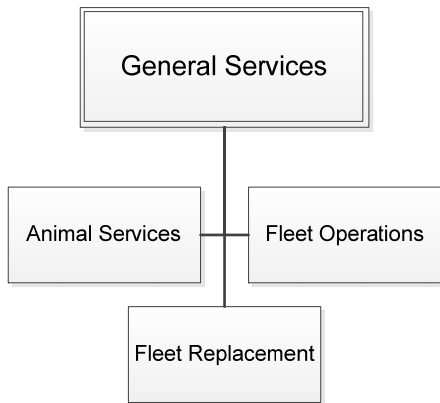 General Services
Animal Services
Fleet Operations
Fleet Replacement